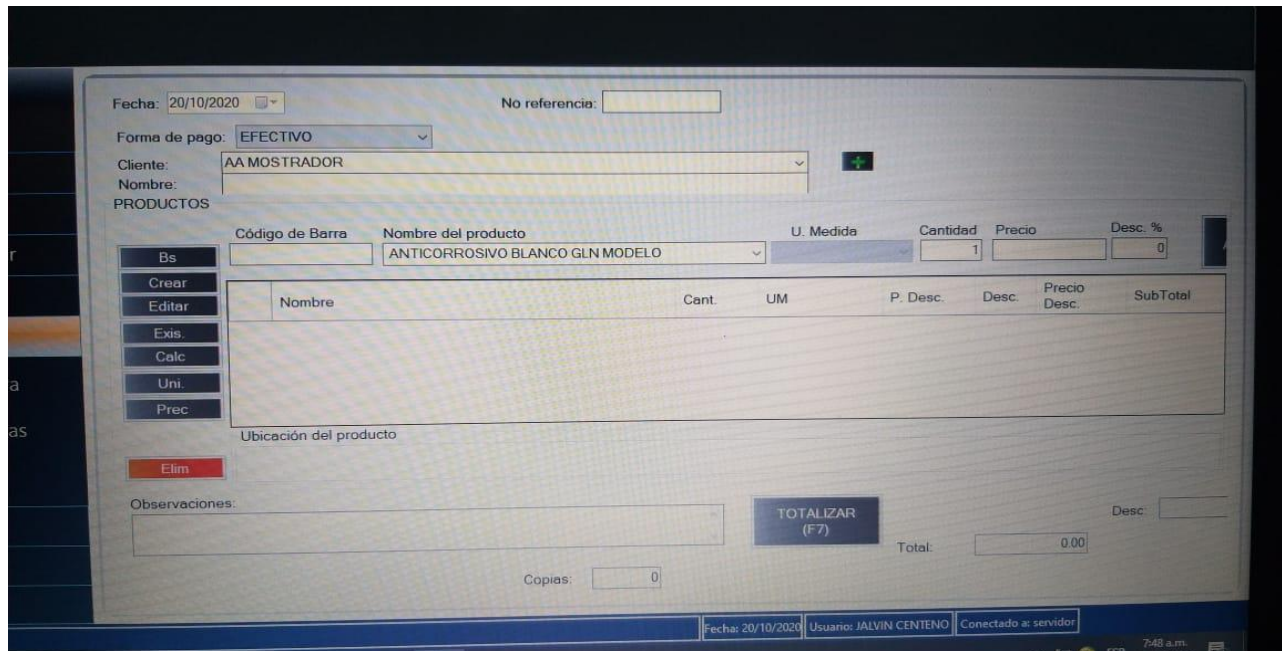 Fecha: 20/10/2020
No referencia:
Forma de pago: EFECTIVO
Cliente: AA MOSTRADOR
Nombre:
PRODUCTOS
Código de Barra Nombre del producto U. Medida Cantidad Precio Desc. %
Bs ANTICORROSIVO BLANCO GLN MODELO 1 0
Crear
Editar
Nombre Cant. UM P. Desc. Desc. Precio Desc. SubTotal
Exis.
Calc
Uni.
Prec
Ubicación del producto
Elim
Observaciones:
TOTALIZAR
(F7)
Desc:
Total: 0.00
Copias: 0
Fecha: 20/10/2020 Usuario: JALVIN CENTENO Conectado a: servidor
7:48 a.m.